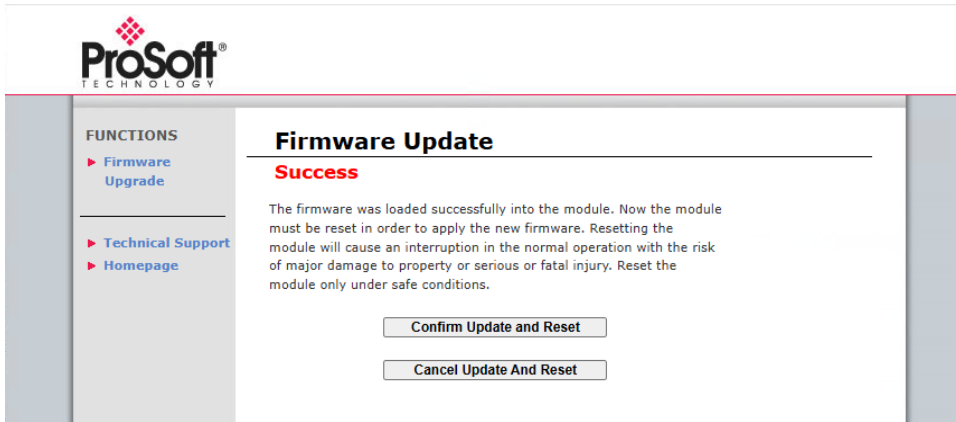 ProSoft®
TECHNOLOGY
FUNCTIONS
Firmware
Upgrade
Technical Support
Homepage
Firmware Update
Success
The firmware was loaded successfully into the module. Now the module
must be reset in order to apply the new firmware. Resetting the
module will cause an interruption in the normal operation with the risk
of major damage to property or serious or fatal injury. Reset the
module only under safe conditions.
Confirm Update and Reset
Cancel Update And Reset